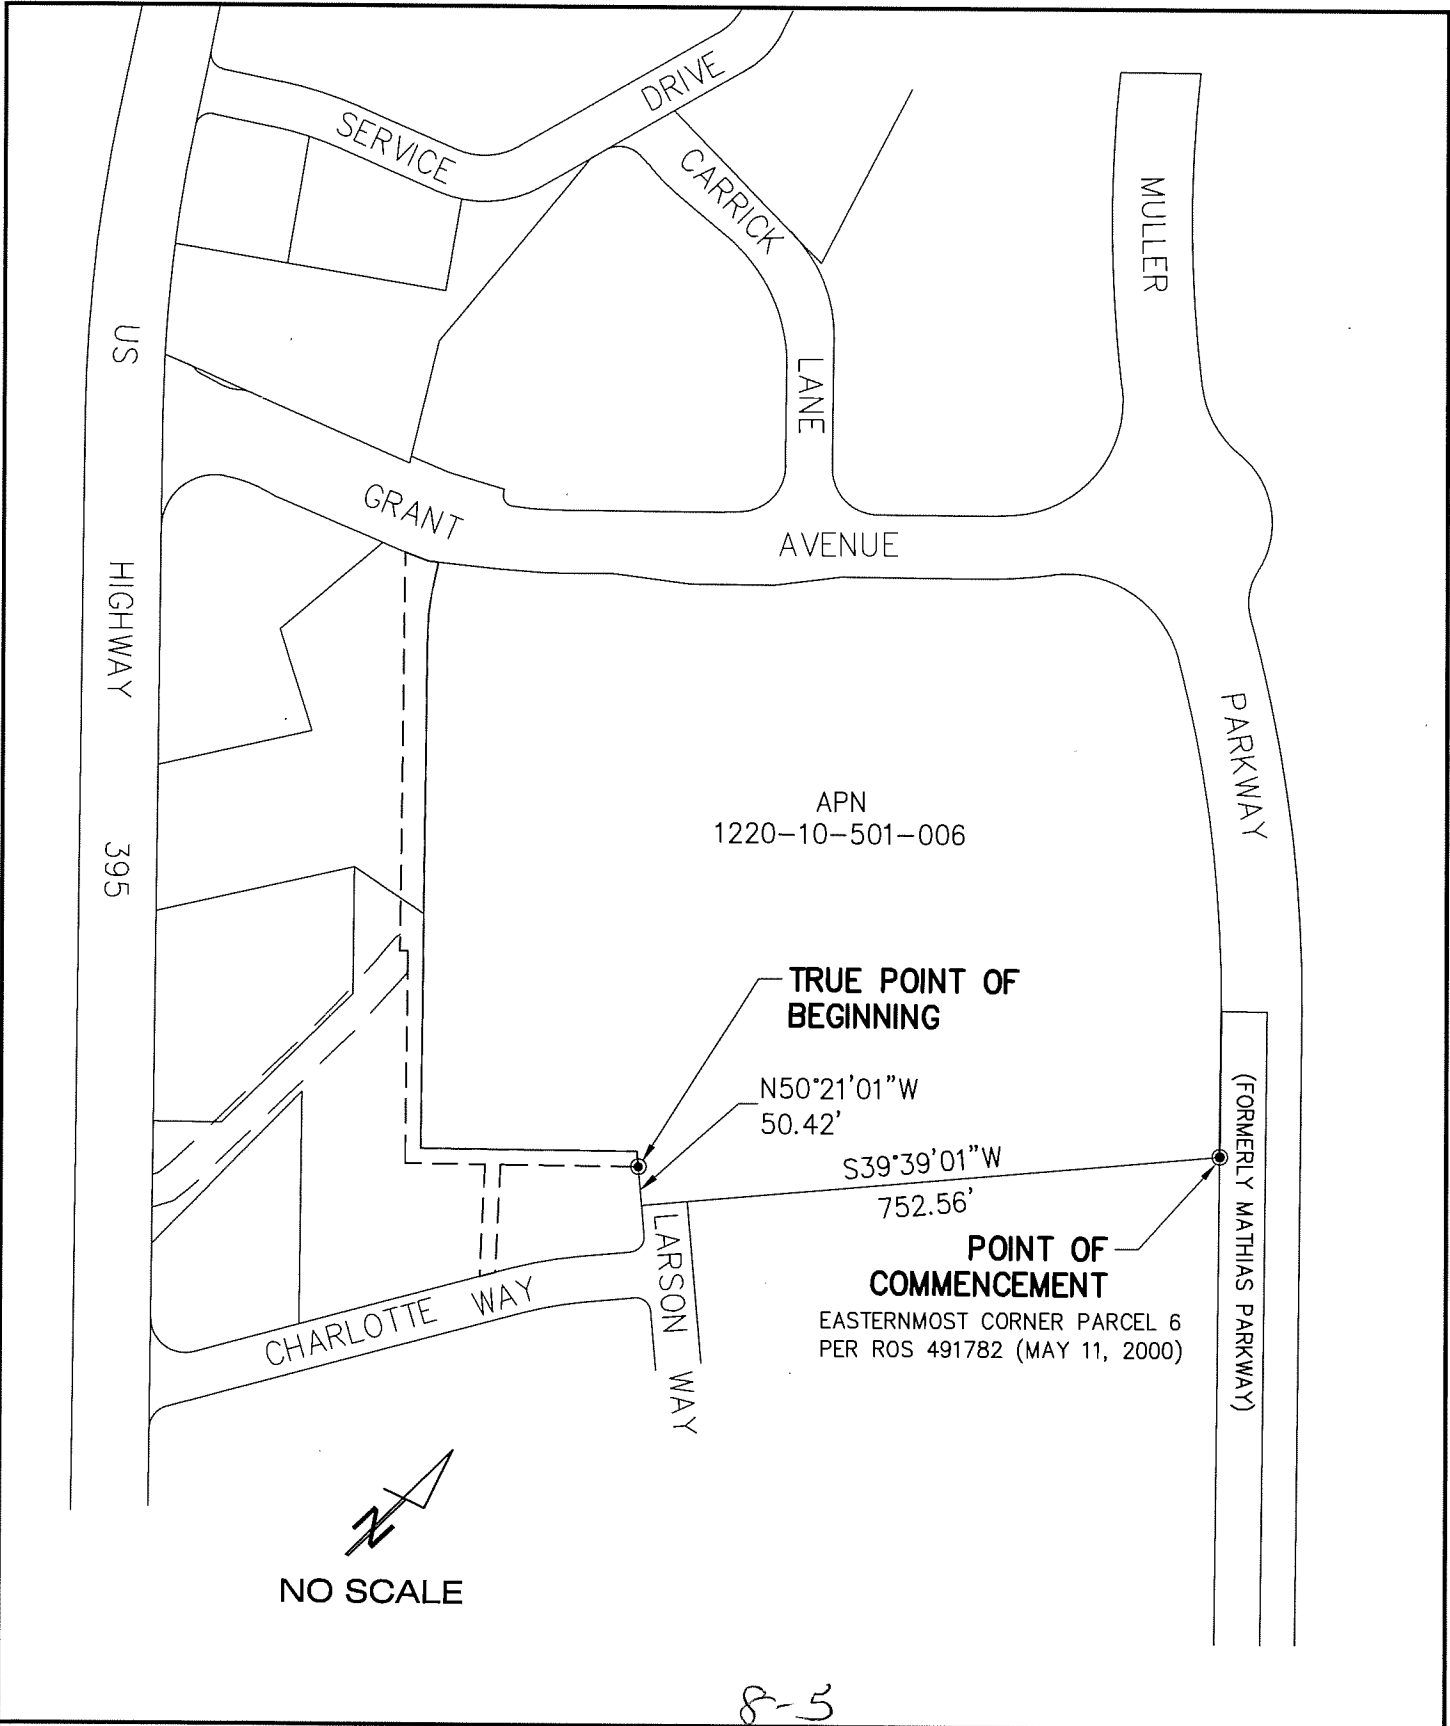 DRIVE
SERVICE
CARRICK
MULLER
US
LANE
GRANT
AVENUE
HIGHWAY
PARKWAY
APN
1220-10-501-006
395
TRUE POINT OF
BEGINNING
N50°21'01"W
50.42'
(FORMERLY MATHIAS PARKWAY)
S39°39'01"W
752.56'
LARSON WAY
POINT OF
COMMENCEMENT
CHARLOTTE WAY
EASTERNMOST CORNER PARCEL 6
PER ROS 491782 (MAY 11, 2000)
N
NO SCALE
8-5